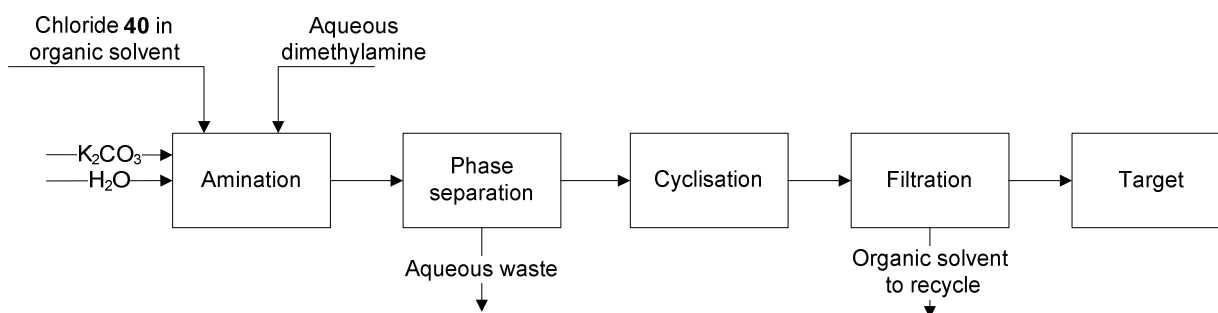 Chloride 40 in
organic solvent
Aqueous
dimethylamine
K₂CO₃
H₂O
Amination
Phase
separation
Cyclisation
Filtration
Target
Aqueous waste
Organic solvent
to recycle